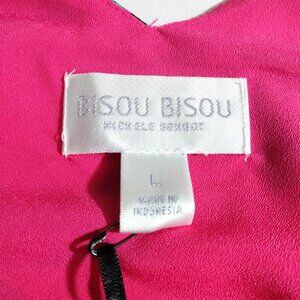 BISOU BISOU
MICHELE BOHBOT
L
MADE IN
INDONESIA